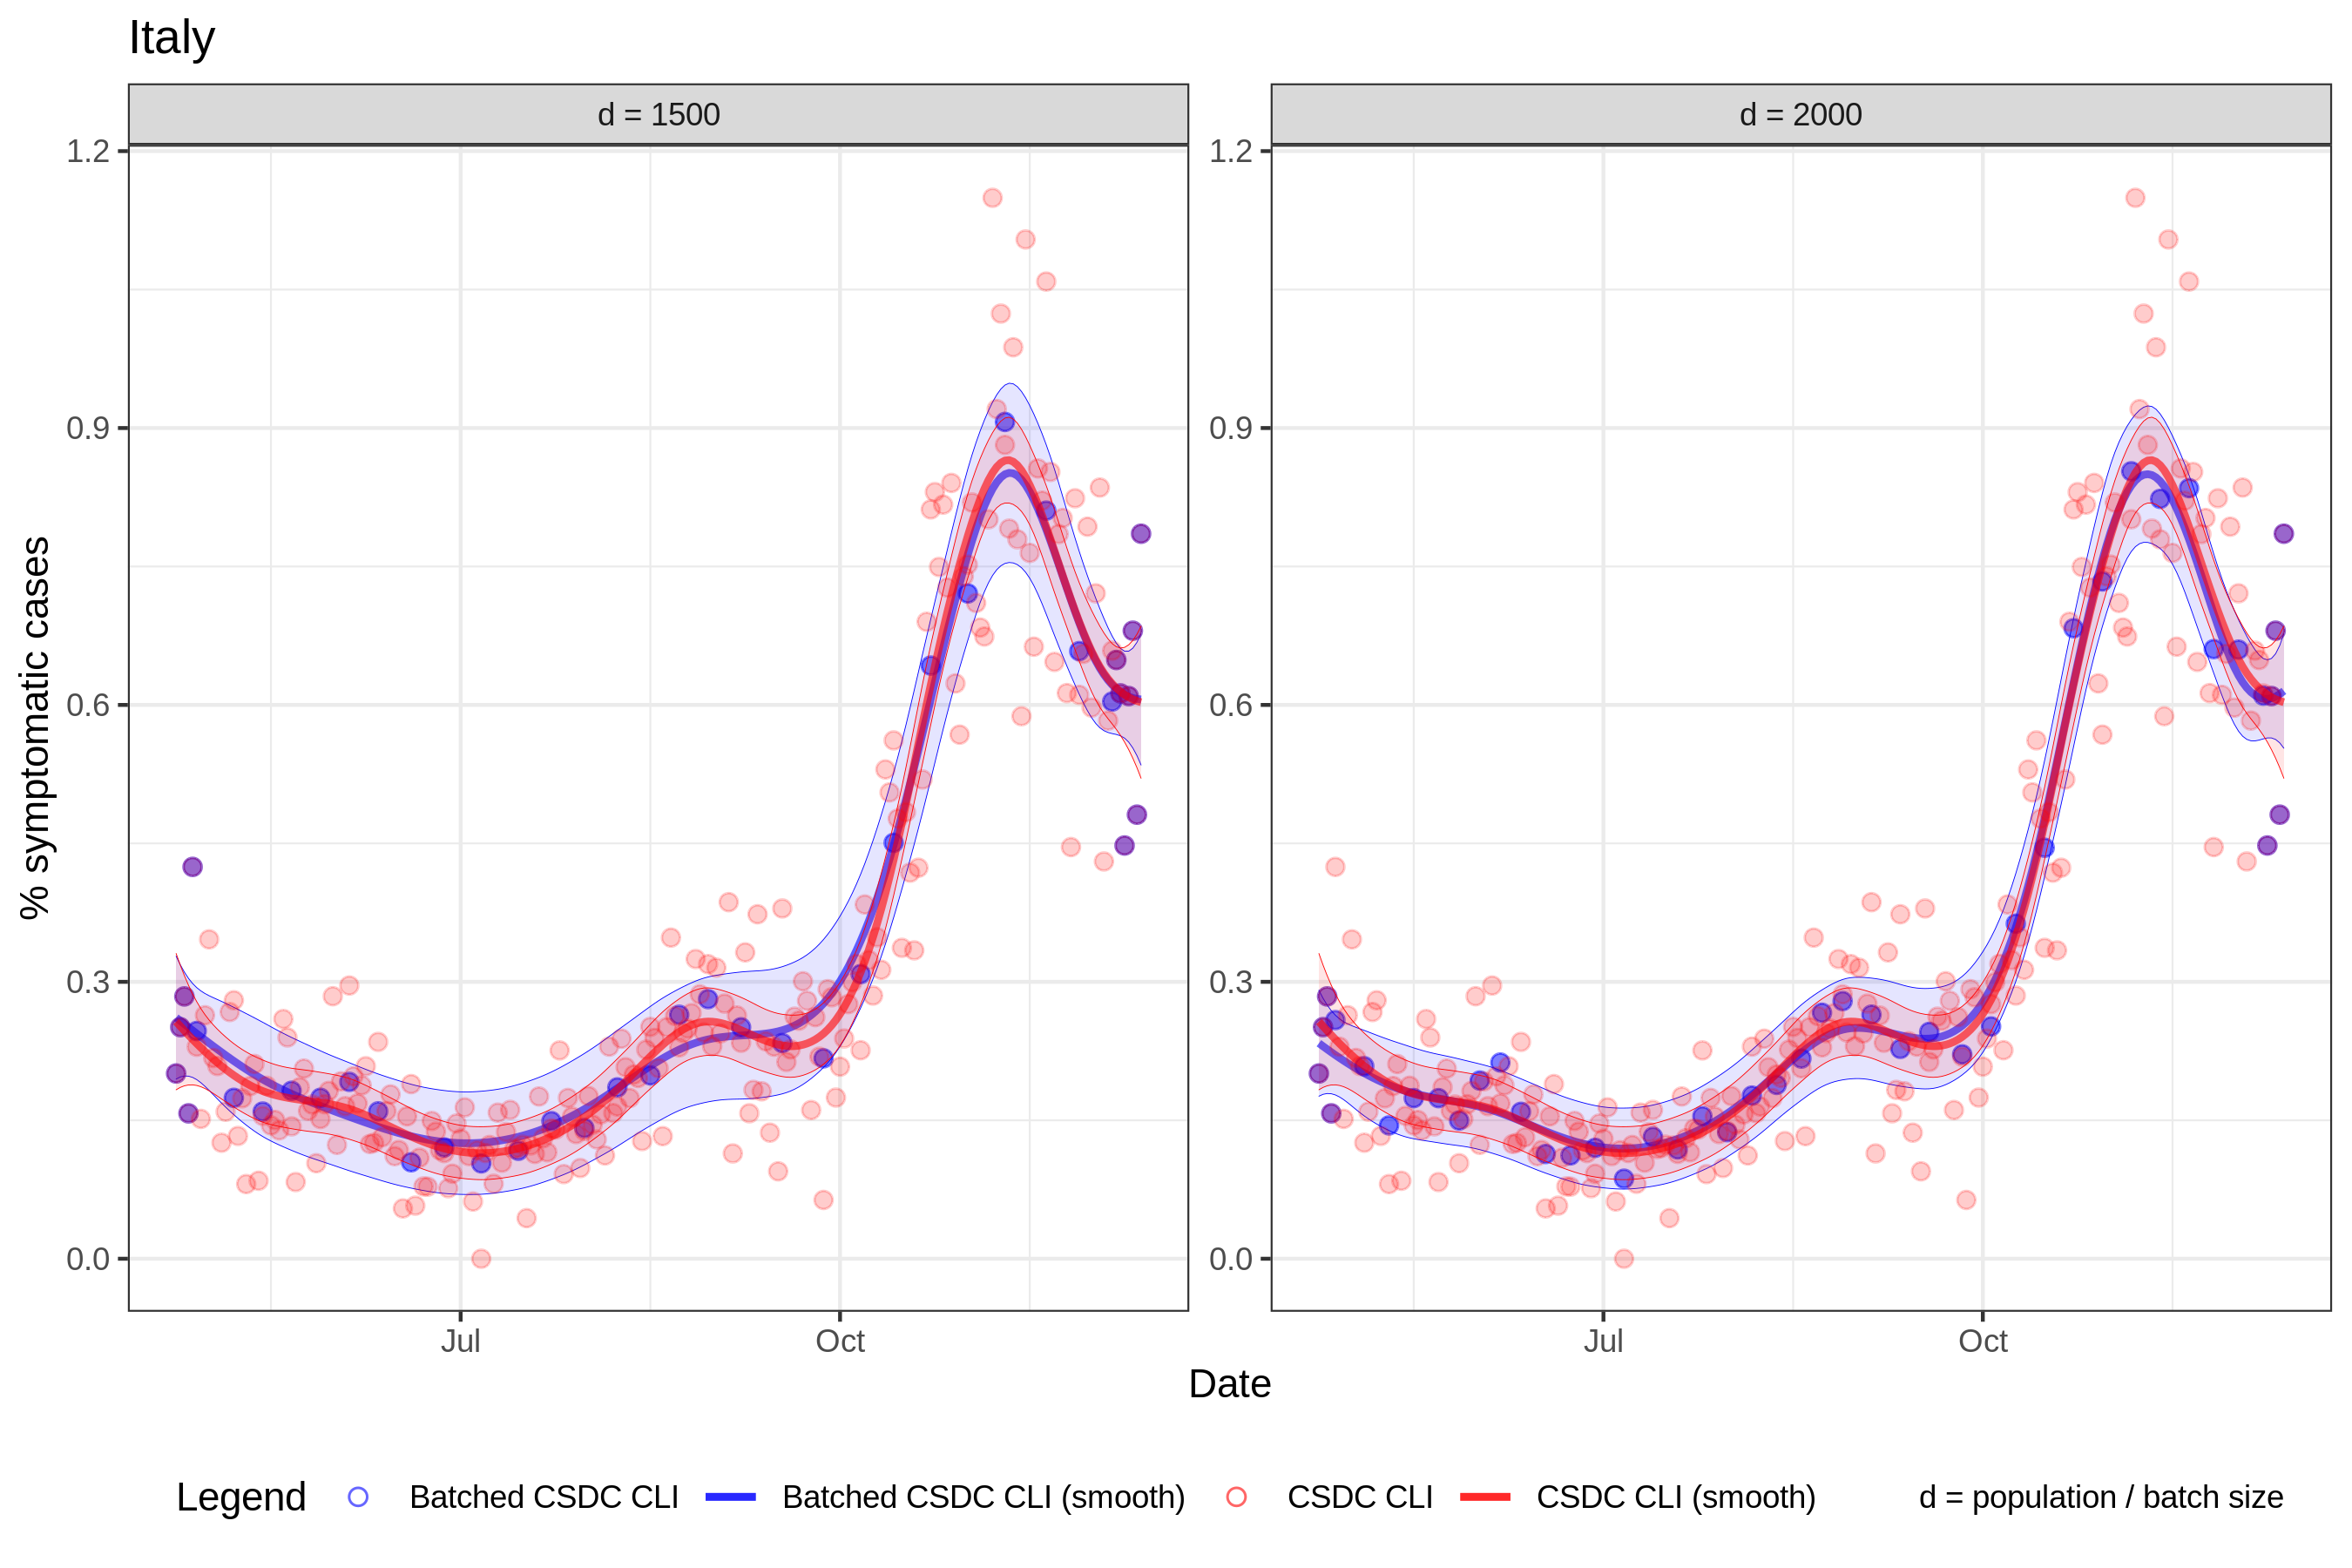 Italy
d = 1500
d = 2000
1.2
0.9
0.6
0.3
0.0
1.2
0.9
0.6
0.3
0.0
% symptomatic cases
Jul
Oct
Jul
Oct
Date
Legend
Batched CSDC CLI
Batched CSDC CLI (smooth)
CSDC CLI
CSDC CLI (smooth)
d = population / batch size